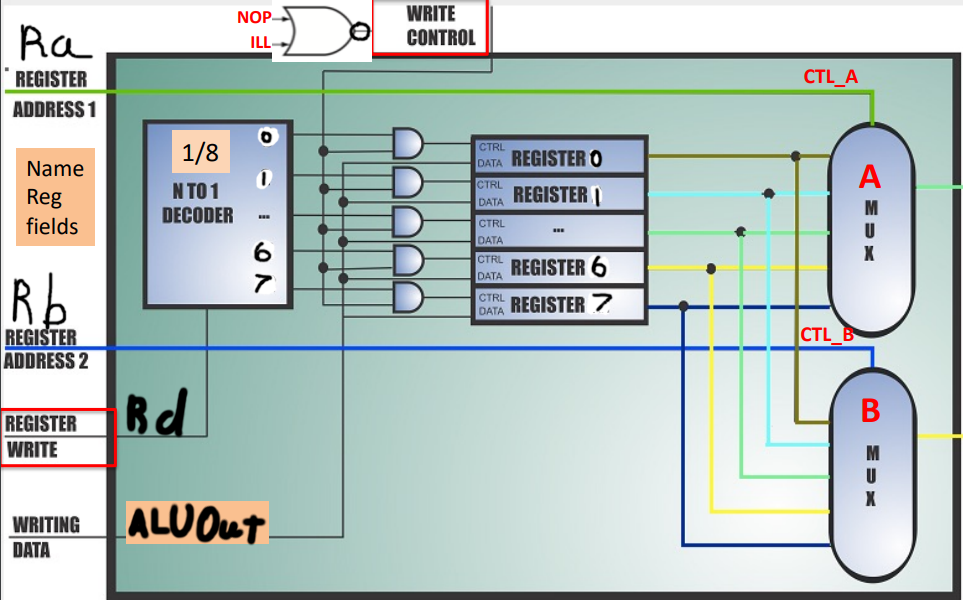 NOP
ILL
WRITE
CONTROL
Ra
REGISTER
ADDRESS 1
CTL_A
Name
Reg
fields
1/8
N TO 1
DECODER
0
1
...
6
7
CTRL
DATA
REGISTER 0
CTRL
DATA
REGISTER 1
CTRL
DATA
...
CTRL
DATA
REGISTER 6
CTRL
DATA
REGISTER 7
A
M
U
X
Rb
REGISTER
ADDRESS 2
CTL_B
REGISTER
WRITE
Rd
B
M
U
X
WRITING
DATA
ALUOut